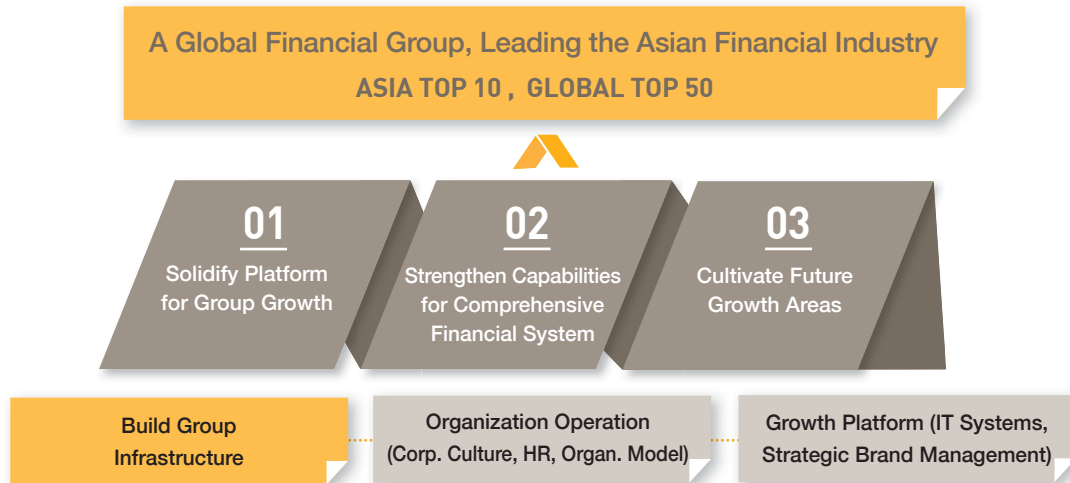 A Global Financial Group, Leading the Asian Financial Industry
ASIA TOP 10 , GLOBAL TOP 50
01
Solidify Platform
for Group Growth
02
Strengthen Capabilities
for Comprehensive
Financial System
03
Cultivate Future
Growth Areas
Build Group
Infrastructure
Organization Operation
(Corp. Culture, HR, Organ. Model)
Growth Platform (IT Systems,
Strategic Brand Management)